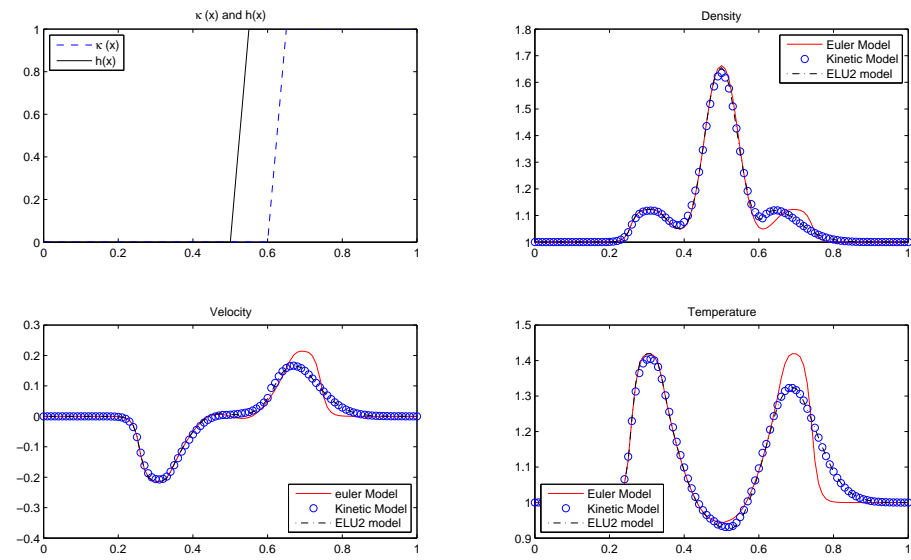 κ (x) and h(x)
1
0.8
0.6
0.4
0.2
0
0 0.2 0.4 0.6 0.8 1
κ (x)
h(x)
Density
1.8
1.7
1.6
1.5
1.4
1.3
1.2
1.1
1
0 0.2 0.4 0.6 0.8 1
Euler Model
Kinetic Model
ELU2 model
Velocity
0.3
0.2
0.1
0
−0.1
−0.2
−0.3
−0.4
0 0.2 0.4 0.6 0.8 1
euler Model
Kinetic Model
ELU2 model
Temperature
1.5
1.4
1.3
1.2
1.1
1
0.9
0 0.2 0.4 0.6 0.8 1
Euler Model
Kinetic Model
ELU2 model